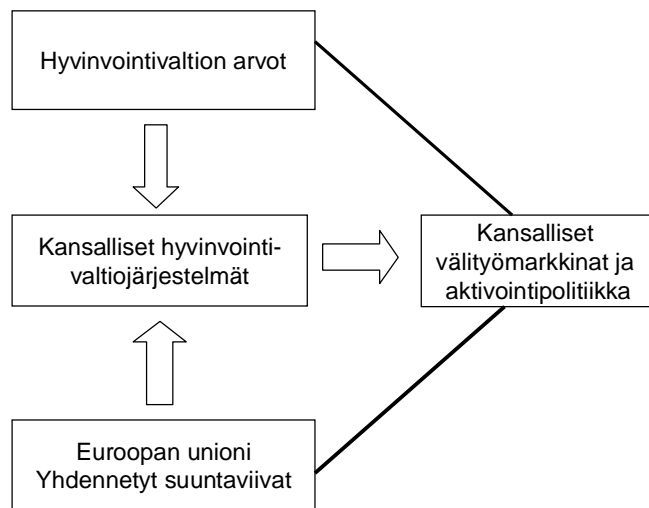 Hyvinvointivaltion arvot
Kansalliset hyvinvointi-
valtiojärjestelmät
Kansalliset
välityömarkkinat ja
aktivointipolitiikka
Euroopan unioni
Yhdennetyt suuntaviivat